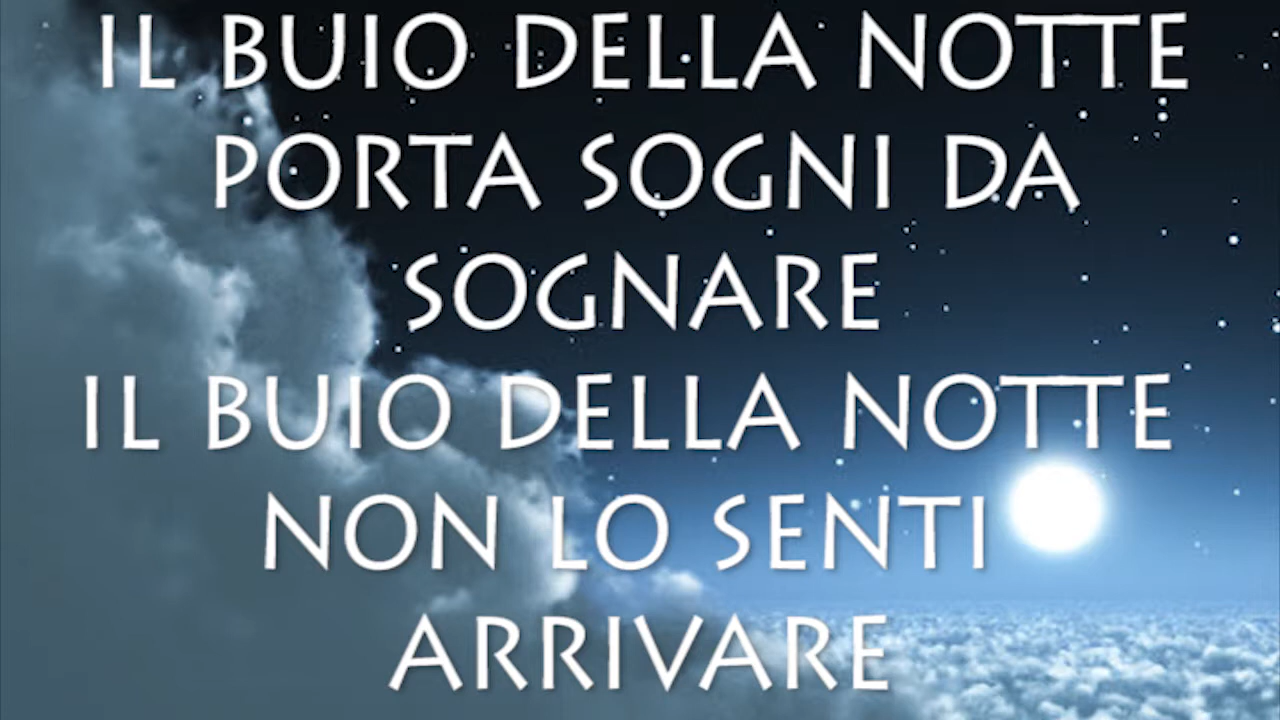 IL BUIO DELLA NOTTE
PORTA SOGNI DA
SOGNARE
IL BUIO DELLA NOTTE
NON LO SENTI
ARRIVARE